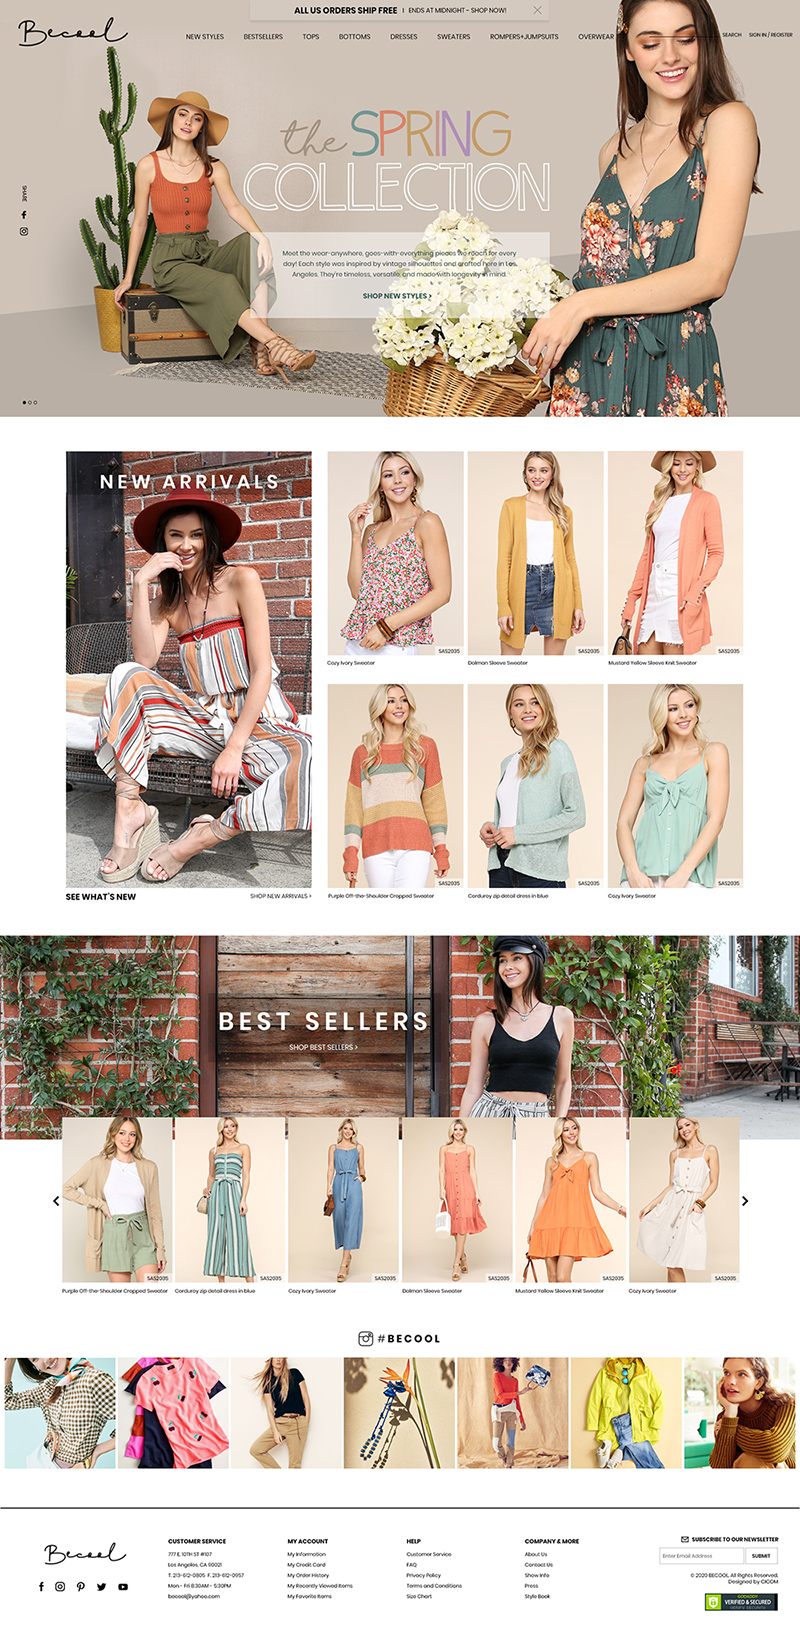 ALL US ORDERS SHIP FREE | ENDS AT MIDNIGHT - SHOP NOW!
Becool
NEW STYLES BESTSELLERS TOPS BOTTOMS DRESSES SWEATERS ROMPERS+JUMPSUITS OVERWEAR SEARCH SIGN IN / REGISTER
the SPRING
COLLECTION
SHARE
Meet the wear-anywhere, goes-with-everything pieces we reach for every
day! Each style was inspired by vintage silhouettes and crafted here in Los
Angeles. They're timeless, versatile, and made with longevity in mind.
SHOP NEW STYLES >
NEW ARRIVALS
SAS2035 SAS2035 SAS2035
Cozy Ivory Sweater Dolman Sleeve Sweater Mustard Yellow Sleeve Knit Sweater
SAS2035 SAS2035 SAS2035
Purple Off-the-Shoulder Cropped Sweater Corduroy zip detail dress in blue Cozy Ivory Sweater
SEE WHAT'S NEW SHOP NEW ARRIVALS >
BEST SELLERS
SHOP BEST SELLERS >
SAS2035 SAS2035 SAS2035 SAS2035 SAS2035 SAS2035
Purple Off-the-Shoulder Cropped Sweater Corduroy zip detail dress in blue Cozy Ivory Sweater Dolman Sleeve Sweater Mustard Yellow Sleeve Knit Sweater Cozy Ivory Sweater
#BECOOL
Becool
CUSTOMER SERVICE
777 E. 10TH ST #107
Los Angeles, CA 90021
T. 213-612-0805 F. 213-612-0957
Mon - Fri 8:30AM - 5:30PM
becool@yahoo.com
MY ACCOUNT
My Information
My Credit Card
My Order History
My Recently Viewed Items
My Favorite Items
HELP
Customer Service
FAQ
Privacy Policy
Terms and Conditions
Size Chart
COMPANY & MORE
About Us
Contact Us
Show Info
Press
Style Book
SUBSCRIBE TO OUR NEWSLETTER
Enter Email Address SUBMIT
© 2020 BECOOL All Rights Reserved.
Designed by CICOM
GODADDY
VERIFIED & SECURED